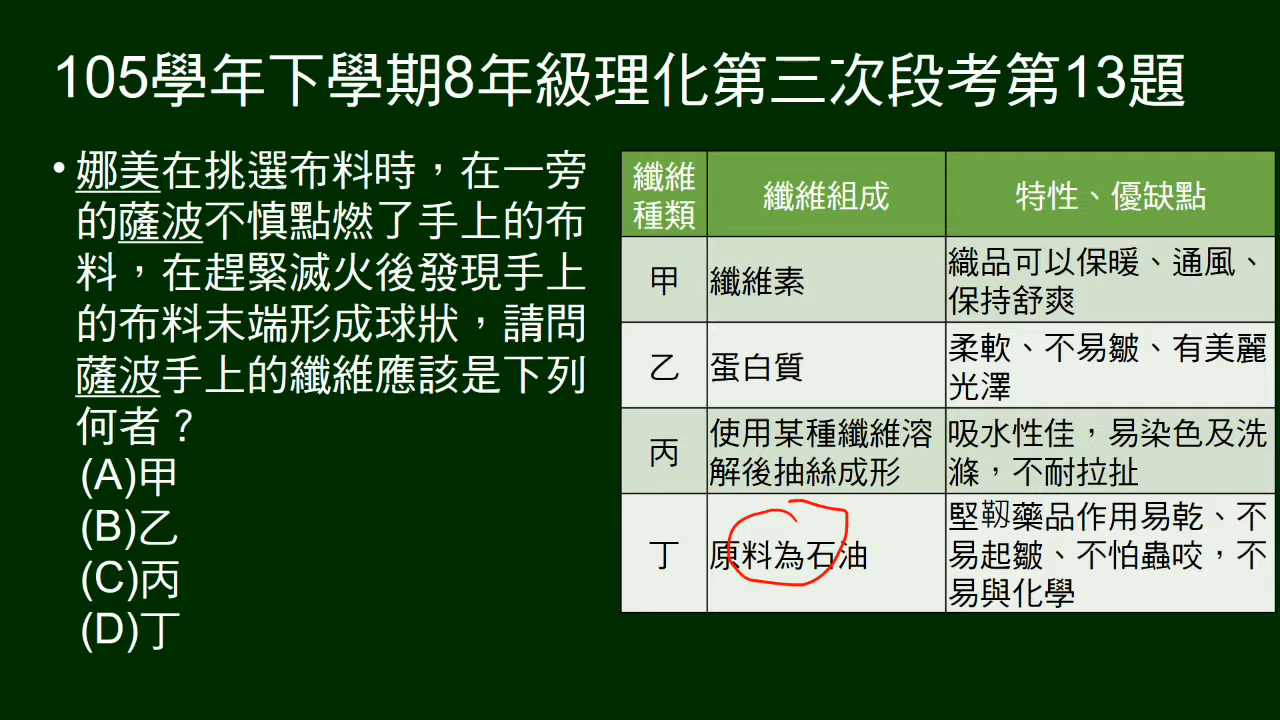 105學年下學期8年級理化第三次段考第13題
• 娜美在挑選布料時，在一旁
的薩波不慎點燃了手上的布
料，在趕緊滅火後發現手上
的布料末端形成球狀，請問
薩波手上的纖維應該是下列
何者？
(A)甲
(B)乙
(C)丙
(D)丁
纖維
種類
纖維組成
特性、優缺點
甲
纖維素
織品可以保暖、通風、
保持舒爽
乙
蛋白質
柔軟、不易皺、有美麗
光澤
丙
使用某種纖維溶
解後抽絲成形
吸水性佳，易染色及洗
滌，不耐拉扯
丁
原料為石油
堅韌藥品作用易乾、不
易起皺、不怕蟲咬，不
易與化學